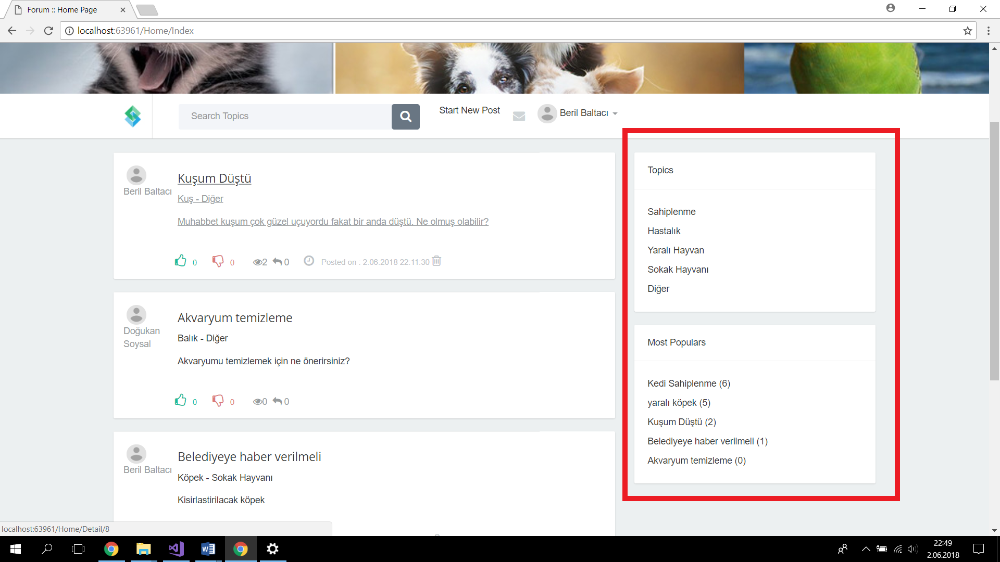 Forum :: Home Page
localhost:63961/Home/Index
Search Topics
Start New Post
Beril Baltacı
Beril Baltacı
Kuşum Düştü
Kuş - Diğer
Muhabbet kuşum çok güzel uçuyordu fakat bir anda düştü. Ne olmuş olabilir?
0 0 2 0 Posted on : 2.06.2018 22:11:30
Doğukan
Soysal
Akvaryum temizleme
Balık - Diğer
Akvaryumu temizlemek için ne önerirsiniz?
0 0 0 0
Beril Baltacı
Belediyeye haber verilmeli
Köpek - Sokak Hayvanı
Kisirlastirilacak köpek
Topics
Sahiplenme
Hastalık
Yaralı Hayvan
Sokak Hayvanı
Diğer
Most Populars
Kedi Sahiplenme (6)
yaralı köpek (5)
Kuşum Düştü (2)
Belediyeye haber verilmeli (1)
Akvaryum temizleme (0)
localhost:63961/Home/Detail/8
22:49
2.06.2018